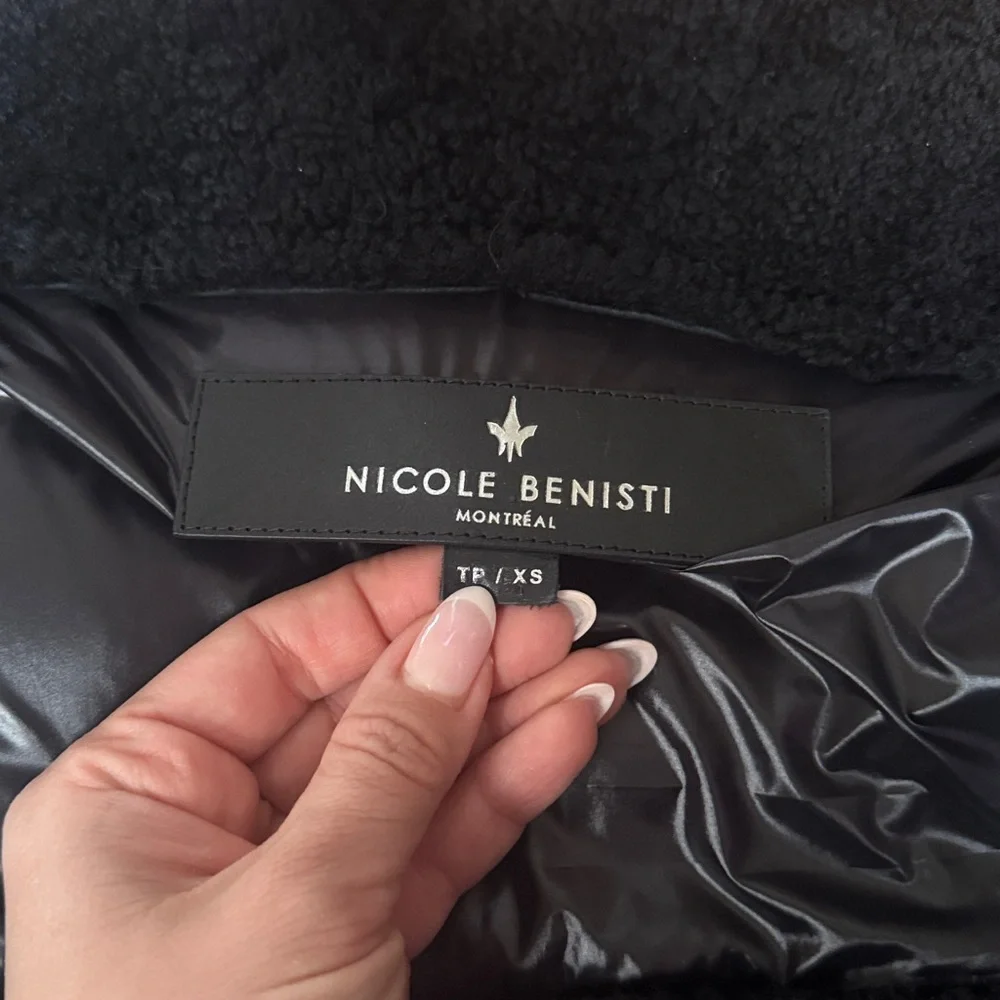 NICOLE BENISTI
MONTRÉAL
TP / XS